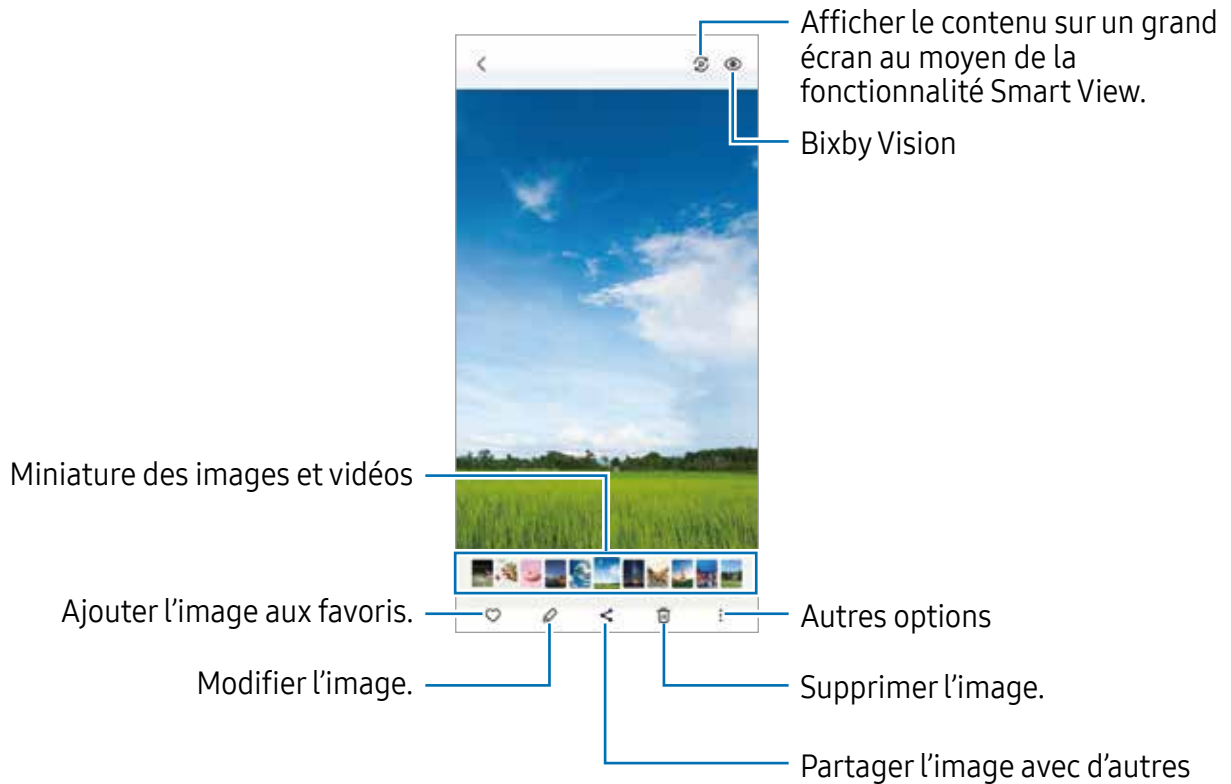 Afficher le contenu sur un grand
écran au moyen de la
fonctionnalité Smart View.
Bixby Vision
Miniature des images et vidéos
Ajouter l’image aux favoris.
Autres options
Modifier l’image.
Supprimer l’image.
Partager l’image avec d’autres